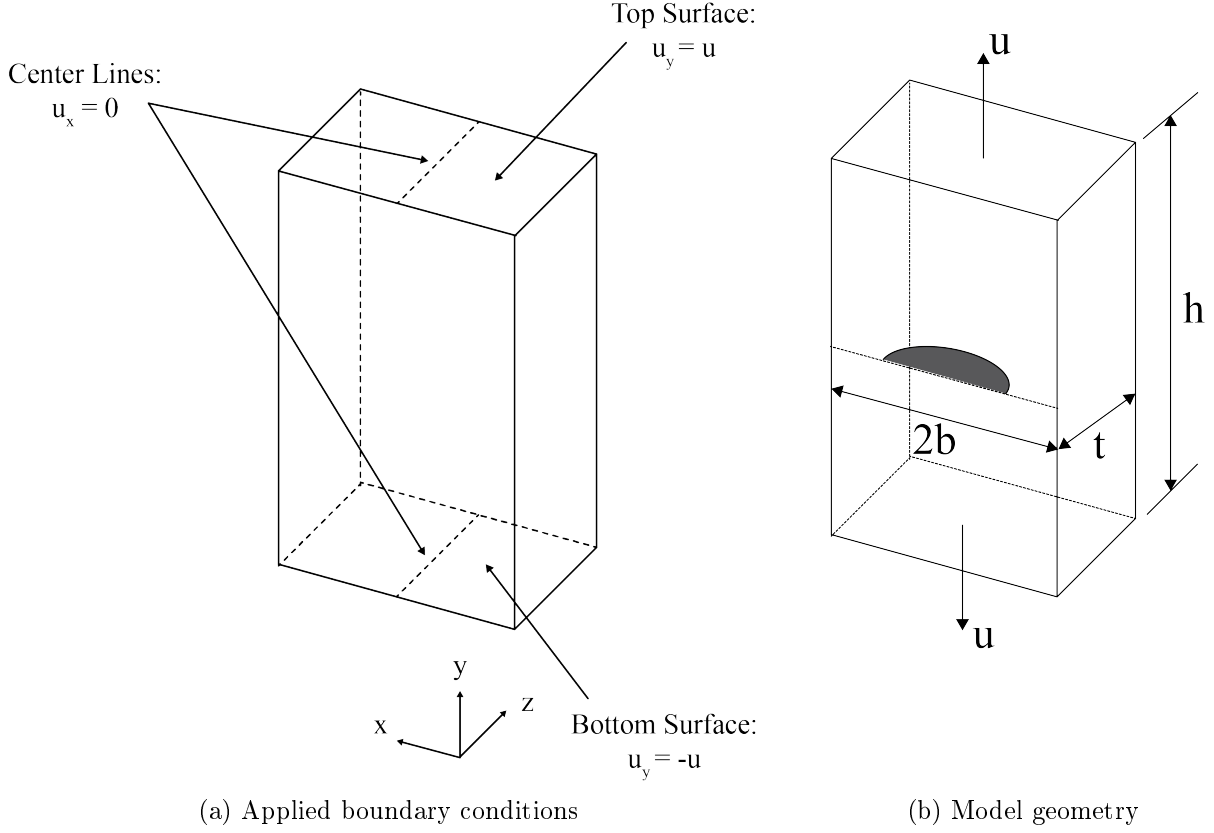 Top Surface:
u_y = u
Center Lines:
u_x = 0
u
h
2b
t
u
y
z
x
Bottom Surface:
u_y = -u
(a) Applied boundary conditions
(b) Model geometry